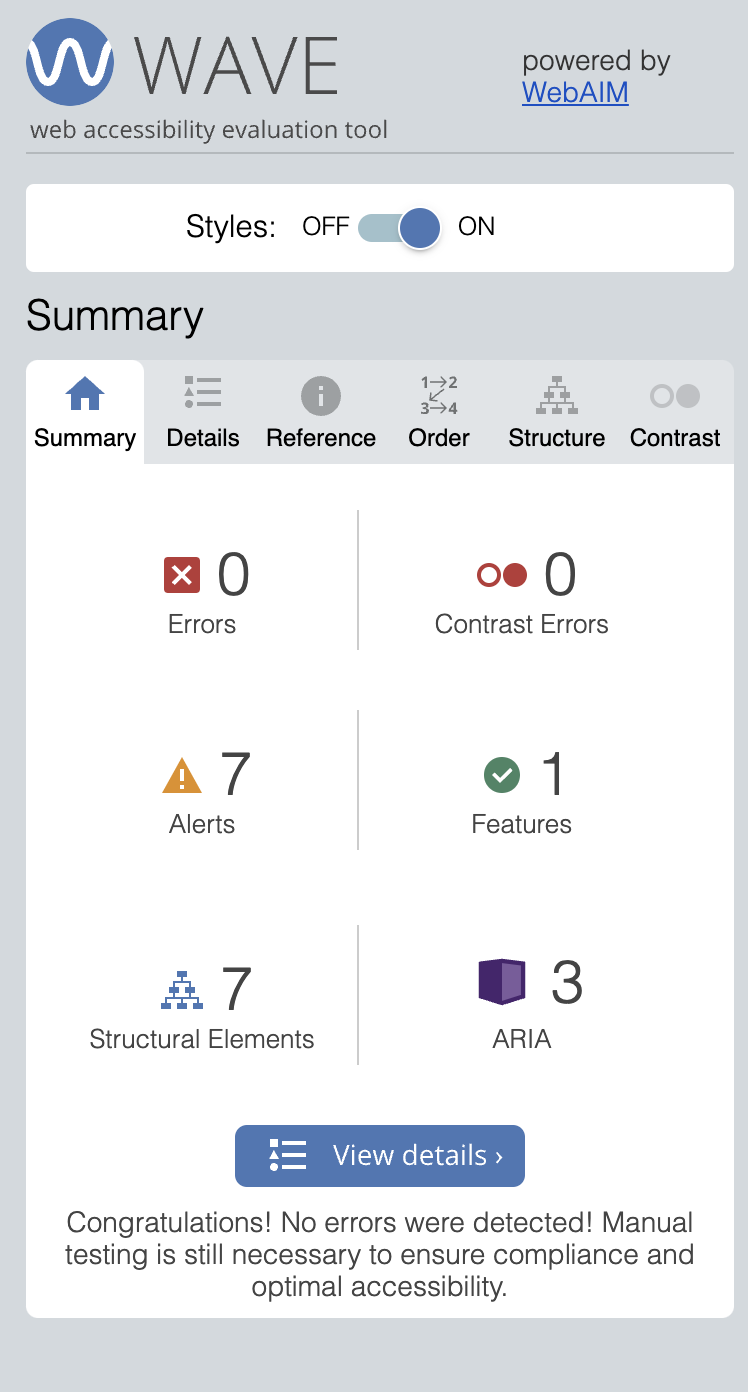 WAVE
powered by
WebAIM
web accessibility evaluation tool
Styles: OFF ON
Summary
1→2
3→4
Summary Details Reference Order Structure Contrast
0
Errors
0
Contrast Errors
7
Alerts
1
Features
7
Structural Elements
3
ARIA
View details ›
Congratulations! No errors were detected! Manual
testing is still necessary to ensure compliance and
optimal accessibility.